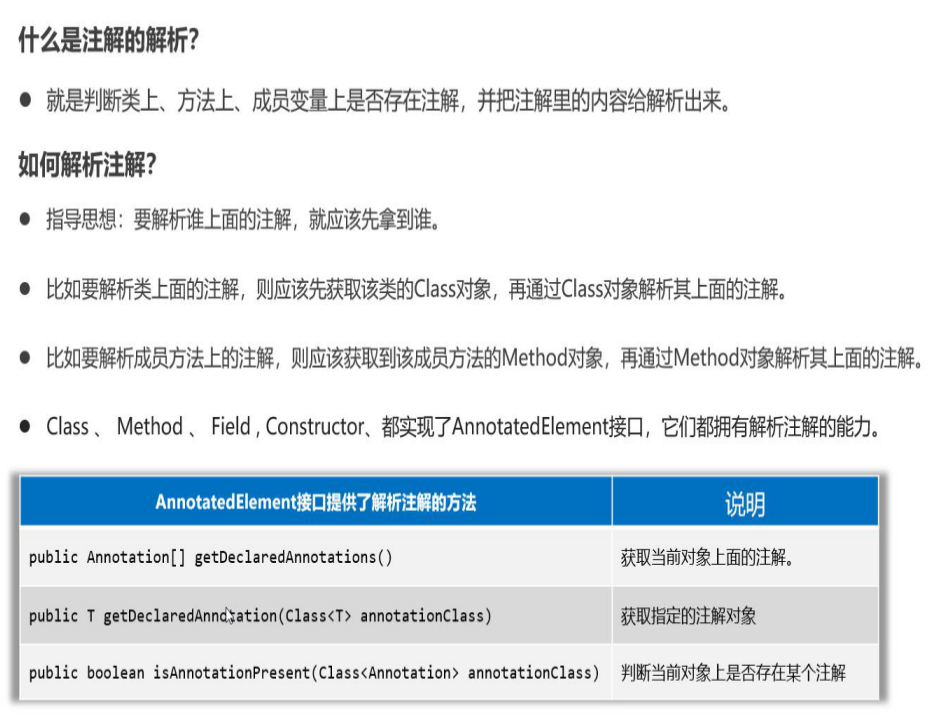 什么是注解的解析？
● 就是判断类上、方法上、成员变量上是否存在注解，并把注解里的内容给解析出来。
如何解析注解？
● 指导思想：要解析谁上面的注解，就应该先拿到谁。
● 比如要解析类上面的注解，则应该先获取该类的Class对象，再通过Class对象解析其上面的注解。
● 比如要解析成员方法上的注解，则应该获取到该成员方法的Method对象，再通过Method对象解析其上面的注解。
● Class 、 Method 、 Field , Constructor、都实现了AnnotatedElement接口，它们都拥有解析注解的能力。
AnnotatedElement接口提供了解析注解的方法 说明
public Annotation[] getDeclaredAnnotations() 获取当前对象上面的注解。
public T getDeclaredAnnotation(Class<T> annotationClass) 获取指定的注解对象
public boolean isAnnotationPresent(Class<Annotation> annotationClass) 判断当前对象上是否存在某个注解